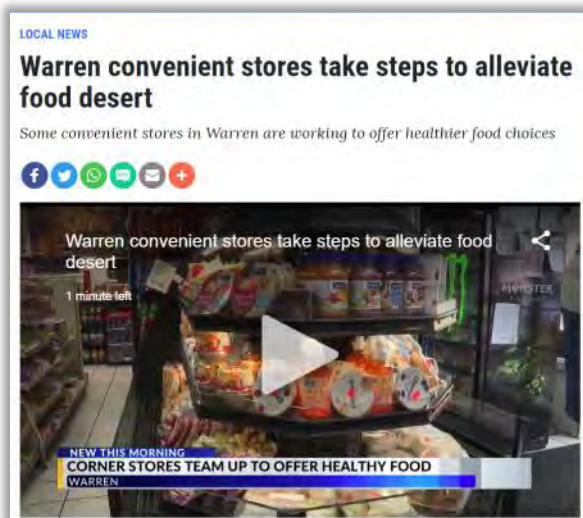 LOCAL NEWS
Warren convenient stores take steps to alleviate
food desert
Some convenient stores in Warren are working to offer healthier food choices
Warren convenient stores take steps to alleviate food
desert
1 minute left
NEW THIS MORNING
CORNER STORES TEAM UP TO OFFER HEALTHY FOOD
WARREN